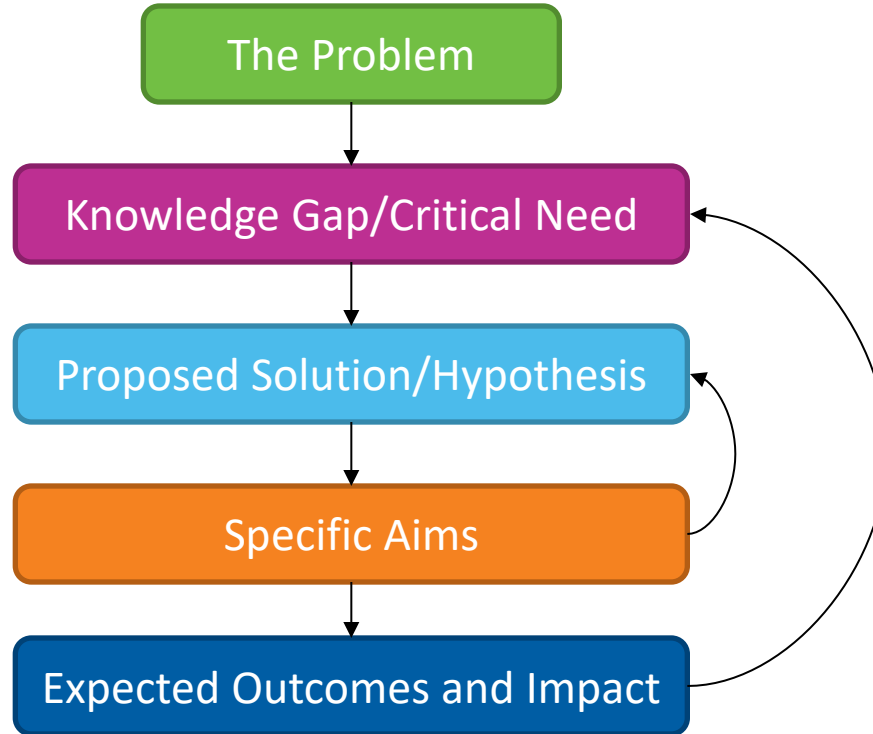 The Problem
Knowledge Gap/Critical Need
Proposed Solution/Hypothesis
Specific Aims
Expected Outcomes and Impact